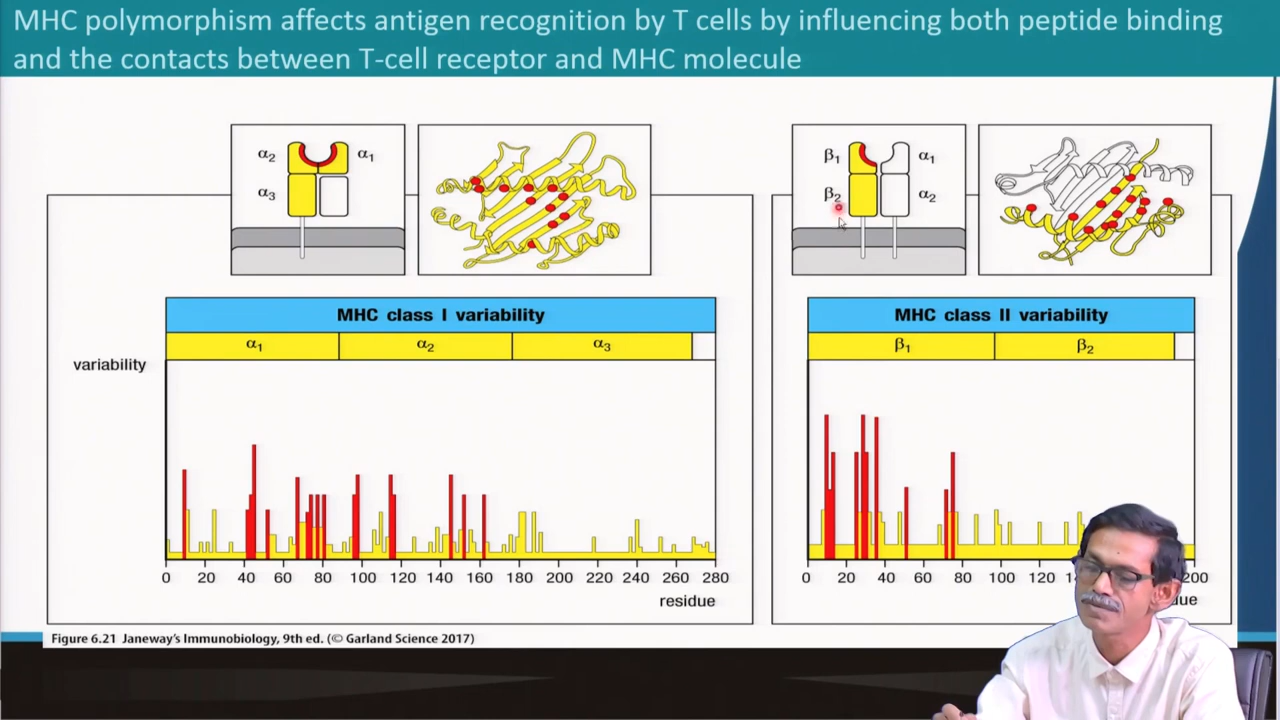 MHC polymorphism affects antigen recognition by T cells by influencing both peptide binding
and the contacts between T-cell receptor and MHC molecule
α2 α1
α3
β1 α1
β2 α2
MHC class I variability
α1 α2 α3
variability
0 20 40 60 80 100 120 140 160 180 200 220 240 260 280
residue
MHC class II variability
β1 β2
0 20 40 60 80 100 120 200
Figure 6.21 Janeway's Immunobiology, 9th ed. (© Garland Science 2017)